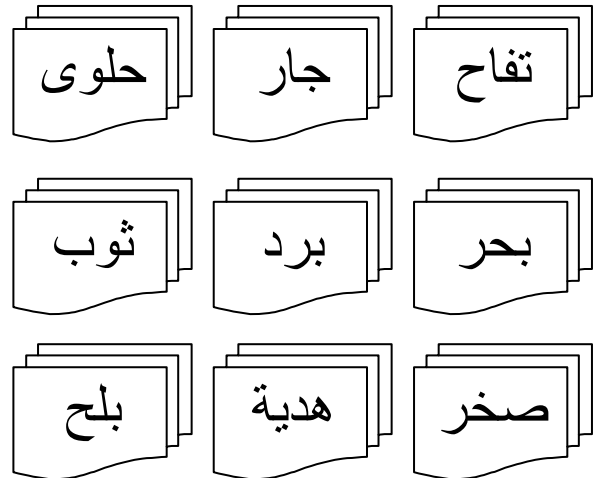 تفاح جار حلوى
بحر برد ثوب
صخر هدية بلح